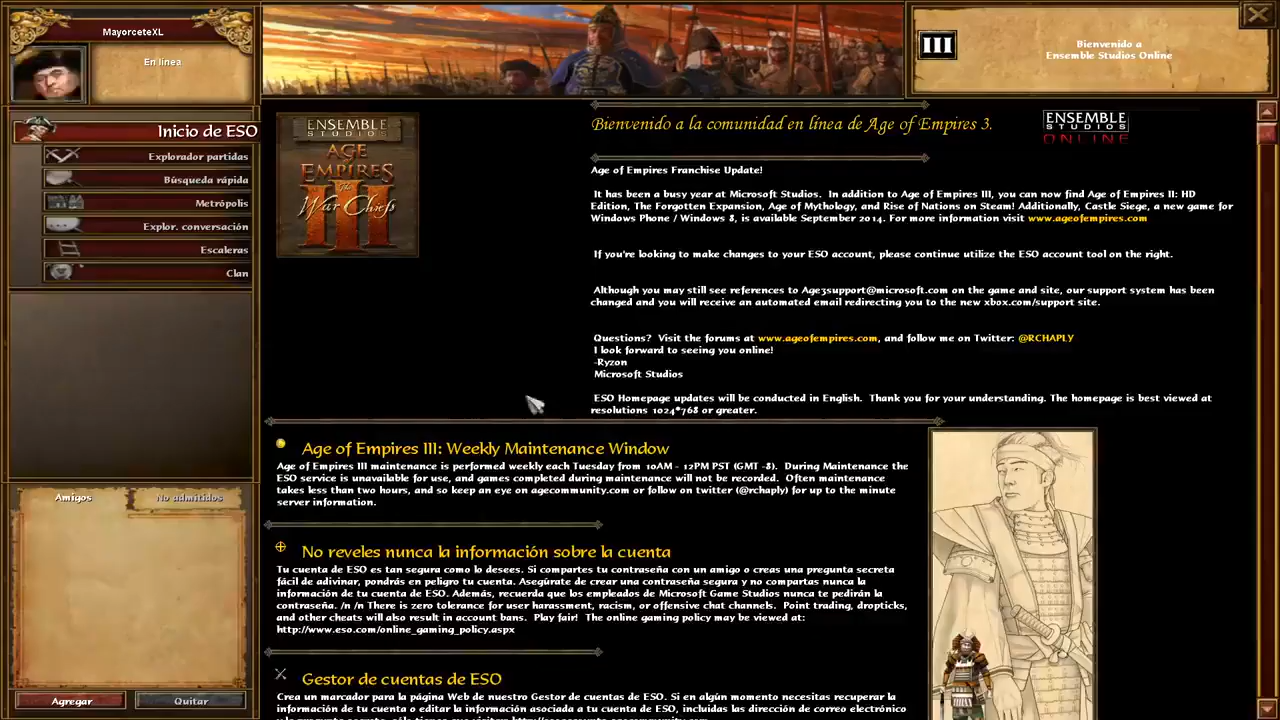 MayorceteXL
En línea
III
Bienvenido a
Ensemble Studios Online
Inicio de ESO
Explorador partidas
Búsqueda rápida
Metrópolis
Explor. conversación
Escaleras
Clan
ENSEMBLE
STUDIOS
AGE
OF
EMPIRES
III
The
War Chiefs
Bienvenido a la comunidad en línea de Age of Empires 3.
ENSEMBLE
STUDIOS
ONLINE
Age of Empires Franchise Update!
It has been a busy year at Microsoft Studios. In addition to Age of Empires III, you can now find Age of Empires II: HD
Edition, The Forgotten Expansion, Age of Mythology, and Rise of Nations on Steam! Additionally, Castle Siege, a new game for
Windows Phone / Windows 8, is available September 2014. For more information visit www.ageofempires.com
If you're looking to make changes to your ESO account, please continue utilize the ESO account tool on the right.
Although you may still see references to Age3support@microsoft.com on the game and site, our support system has been
changed and you will receive an automated email redirecting you to the new xbox.com/support site.
Questions? Visit the forums at www.ageofempires.com, and follow me on Twitter: @RCHAPLY
I look forward to seeing you online!
-Ryzon
Microsoft Studios
ESO Homepage updates will be conducted in English. Thank you for your understanding. The homepage is best viewed at
resolutions 1024*768 or greater.
Age of Empires III: Weekly Maintenance Window
Age of Empires III maintenance is performed weekly each Tuesday from 10AM - 12PM PST (GMT -8). During Maintenance the
ESO service is unavailable for use, and games completed during maintenance will not be recorded. Often maintenance
takes less than two hours, and so keep an eye on agecommunity.com or follow on twitter (@rchaply) for up to the minute
server information.
No reveles nunca la información sobre la cuenta
Tu cuenta de ESO es tan segura como lo desees. Si compartes tu contraseña con un amigo o creas una pregunta secreta
fácil de adivinar, pondrás en peligro tu cuenta. Asegúrate de crear una contraseña segura y no compartas nunca la
información de tu cuenta de ESO. Además, recuerda que los empleados de Microsoft Game Studios nunca te pedirán la
contraseña. /n /n There is zero tolerance for user harassment, racism, or offensive chat channels. Point trading, dropticks,
and other cheats will also result in account bans. Play fair! The online gaming policy may be viewed at:
http://www.eso.com/online_gaming_policy.aspx
Gestor de cuentas de ESO
Crea un marcador para la página Web de nuestro Gestor de cuentas de ESO. Si en algún momento necesitas recuperar la
información de tu cuenta o editar la información asociada a tu cuenta de ESO, incluidas las dirección de correo electrónico
Amigos
No admitidos
Agregar
Quitar